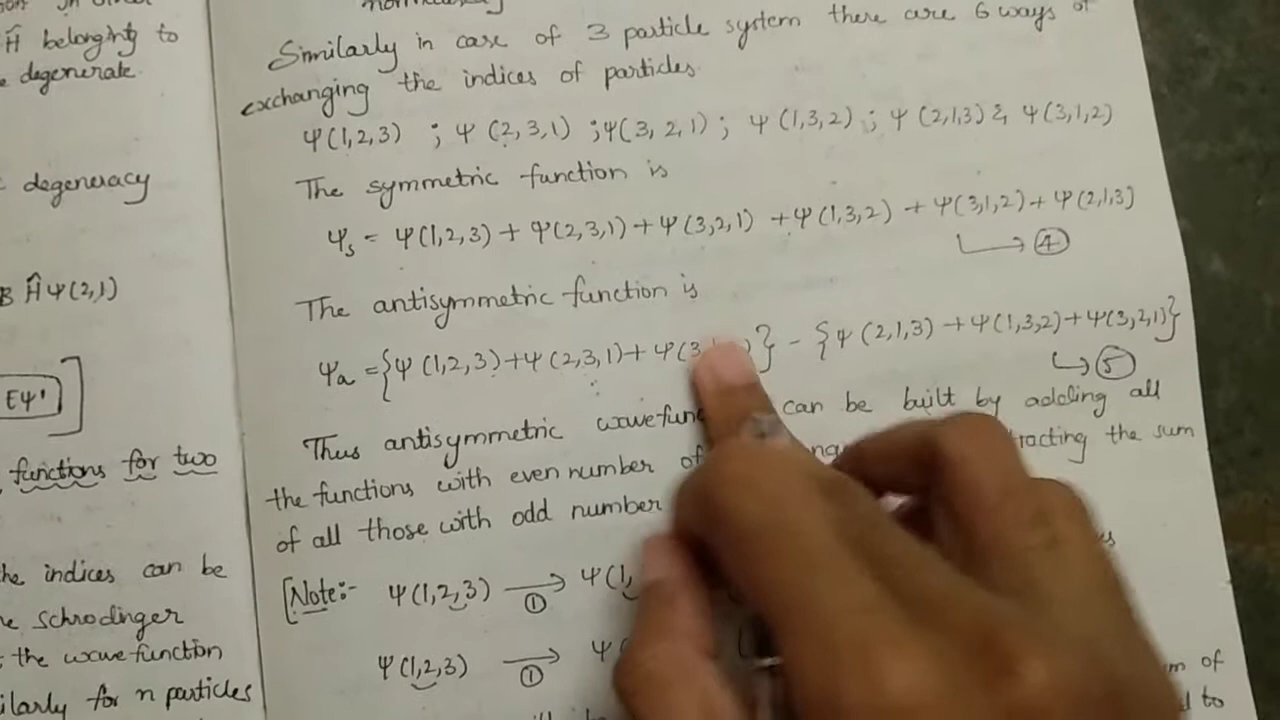 Ĥ belonging to
degenerate
degeneracy
Ĥψ(2,1)
Eψ'
functions for two
the indices can be
schrodinger
the wavefunction
for n particles
Similarly in case of 3 particle system there are 6 ways of
exchanging the indices of particles
ψ(1,2,3) ; ψ(2,3,1) ; ψ(3,2,1) ; ψ(1,3,2) ; ψ(2,1,3) & ψ(3,1,2)
The symmetric function is
ψs = ψ(1,2,3) + ψ(2,3,1) + ψ(3,2,1) + ψ(1,3,2) + ψ(3,1,2) + ψ(2,1,3)
④
The antisymmetric function is
ψa = {ψ(1,2,3) + ψ(2,3,1) + ψ(3 )} - {ψ(2,1,3) + ψ(1,3,2) + ψ(3,2,1)}
⑤
Thus antisymmetric can be built by adding all
the functions with even number of the sum
of all those with odd number
[Note:- ψ(1,2,3) → ① ψ(1,
ψ(1,2,3) → ① ψ(
of
to